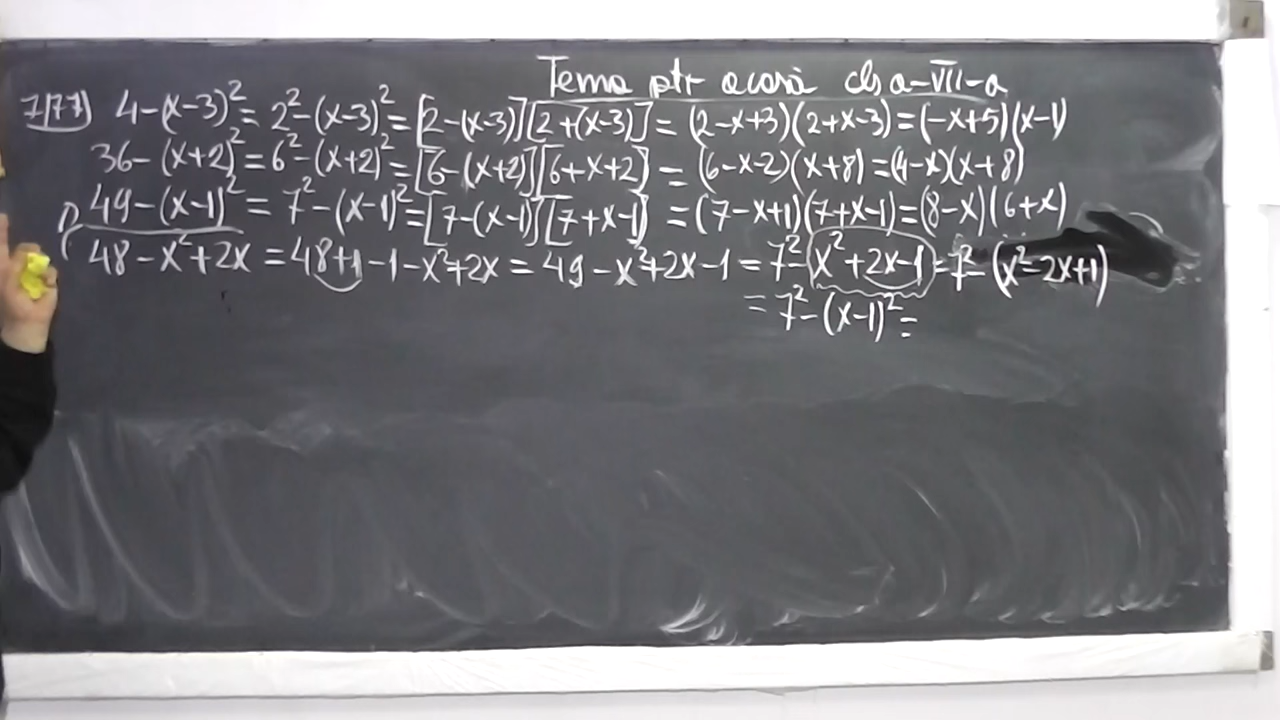 Tema ptr acasă cls a-VII-a
7/77) 4-(x-3)² = 2²-(x-3)² = [2-(x-3)][2+(x-3)] = (2-x+3)(2+x-3) = (-x+5)(x-1)
36-(x+2)² = 6²-(x+2)² = [6-(x+2)][6+x+2] = (6-x-2)(x+8) = (4-x)(x+8)
49-(x-1)² = 7²-(x-1)² = [7-(x-1)][7+x-1] = (7-x+1)(7+x-1) = (8-x)(6+x)
48-x²+2x = 48+1-1-x²+2x = 49-x²+2x-1 = 7²-(x²+2x-1) = 7²-(x²-2x+1)
= 7²-(x-1)² =